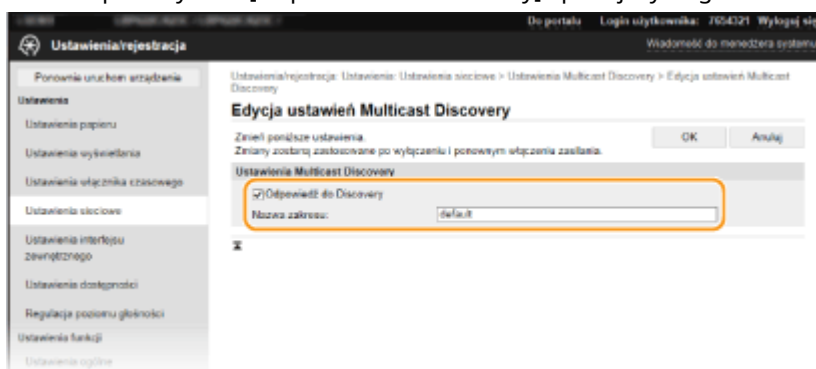 Do portalu Login użytkownika: 7654321 Wyloguj się
Ustawienia/rejestracja
Wiadomość do menedżera systemu
Ponownie uruchom urządzenie
Ustawienia
Ustawienia papieru
Ustawienia wyświetlania
Ustawienia włącznika czasowego
Ustawienia sieciowe
Ustawienia interfejsu
zewnętrznego
Ustawienia dostępności
Regulacja poziomu głośności
Ustawienia funkcji
Ustawienia ogólne
Ustawienia/rejestracja: Ustawienia: Ustawienia sieciowe > Ustawienia Multicast Discovery > Edycja ustawień Multicast
Discovery
Edycja ustawień Multicast Discovery
Zmień poniższe ustawienia.
Zmiany zostaną zastosowane po wyłączeniu i ponownym włączeniu zasilania.
OK Anuluj
Ustawienia Multicast Discovery
Odpowiedź do Discovery
Nazwa zakresu: default